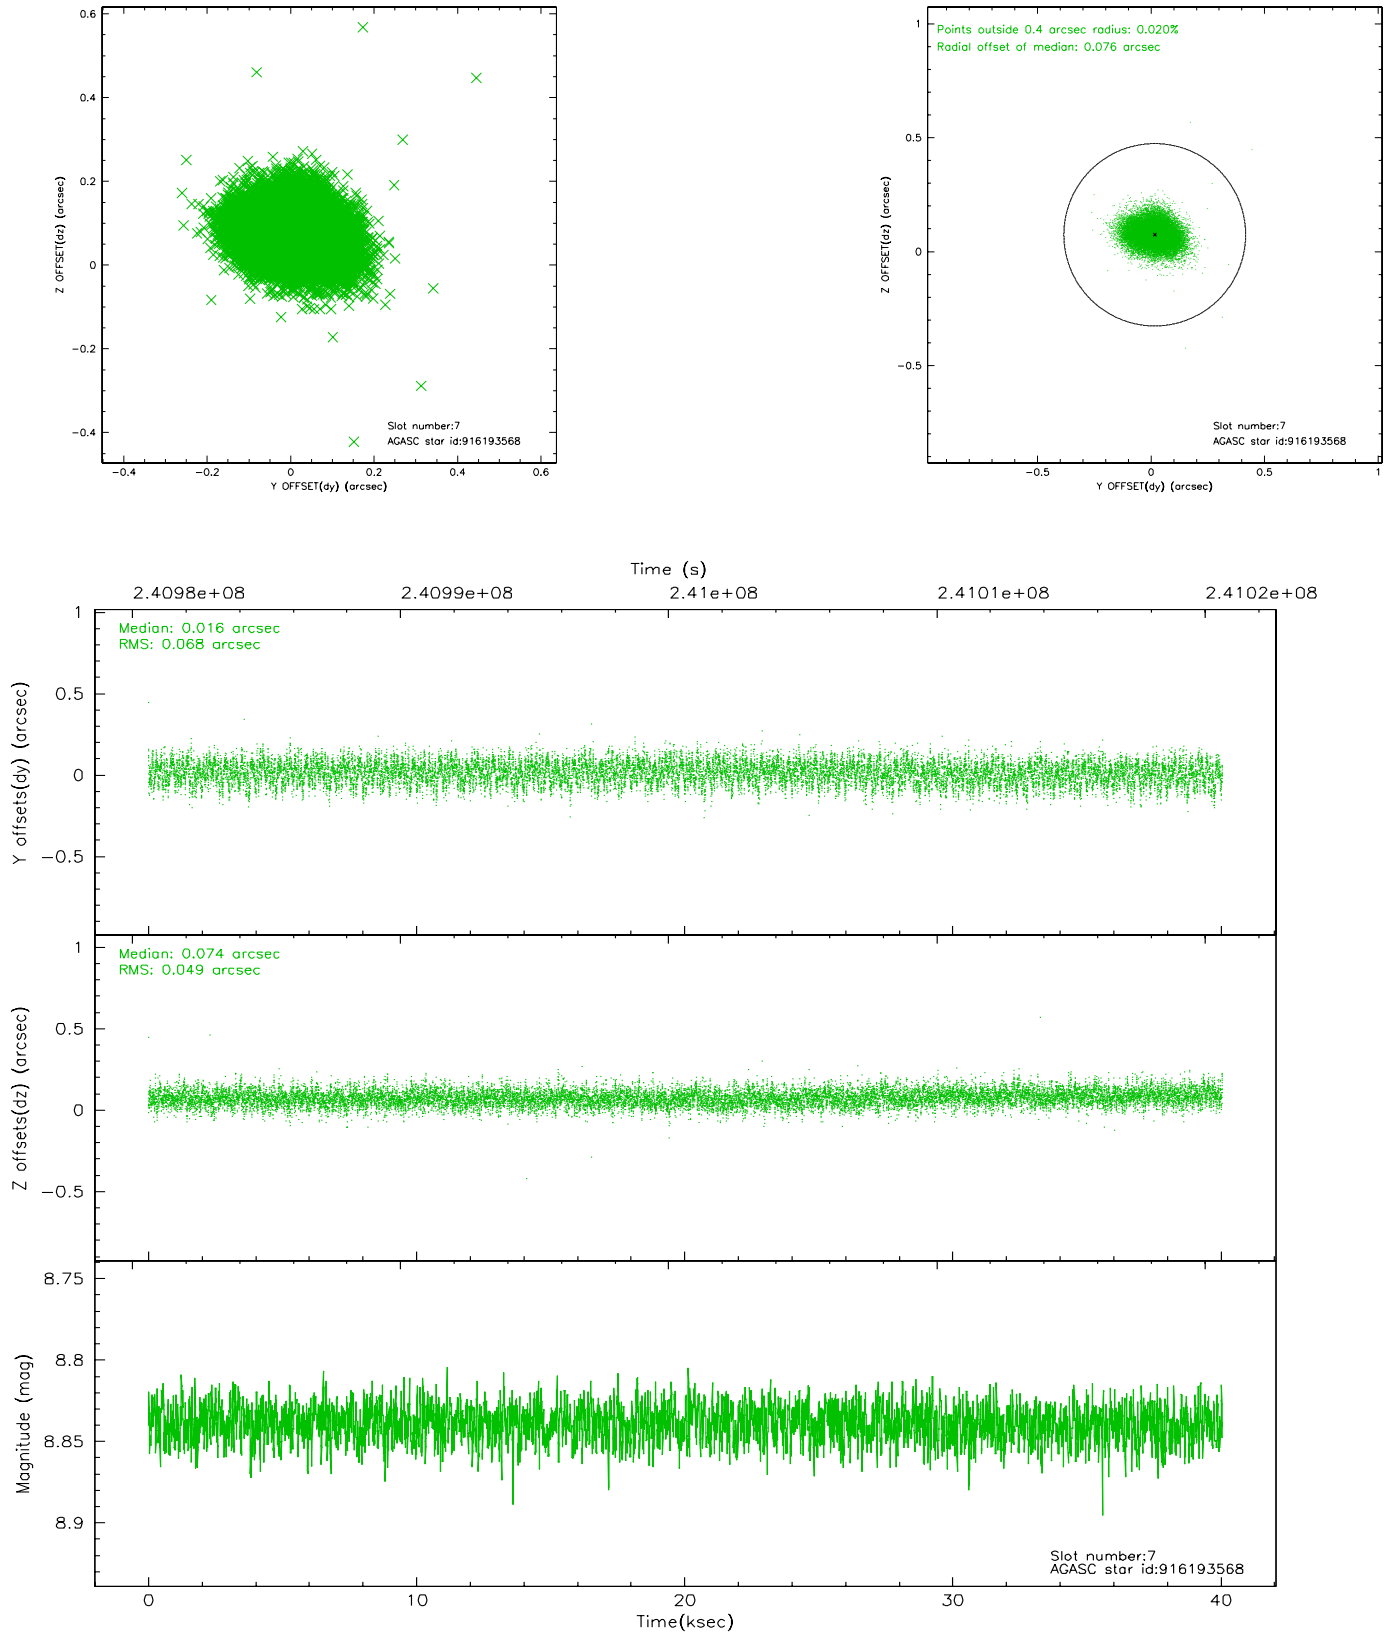 0.6
0.4
0.2
0
−0.2
−0.4
Z OFFSET(dz) (arcsec)
Slot number:7
AGASC star id:916193568
−0.4 −0.2 0 0.2 0.4 0.6
Y OFFSET(dy) (arcsec)
Points outside 0.4 arcsec radius: 0.020%
Radial offset of median: 0.076 arcsec
1
0.5
0
−0.5
Z OFFSET(dz) (arcsec)
Slot number:7
AGASC star id:916193568
−0.5 0 0.5 1
Y OFFSET(dy) (arcsec)
Time (s)
2.4098e+08 2.4099e+08 2.41e+08 2.4101e+08 2.4102e+08
Median: 0.016 arcsec
RMS: 0.068 arcsec
1
0.5
0
−0.5
Y offsets(dy) (arcsec)
Median: 0.074 arcsec
RMS: 0.049 arcsec
1
0.5
0
−0.5
Z offsets(dz) (arcsec)
8.75
8.8
8.85
8.9
Magnitude (mag)
Slot number:7
AGASC star id:916193568
0 10 20 30 40
Time(ksec)